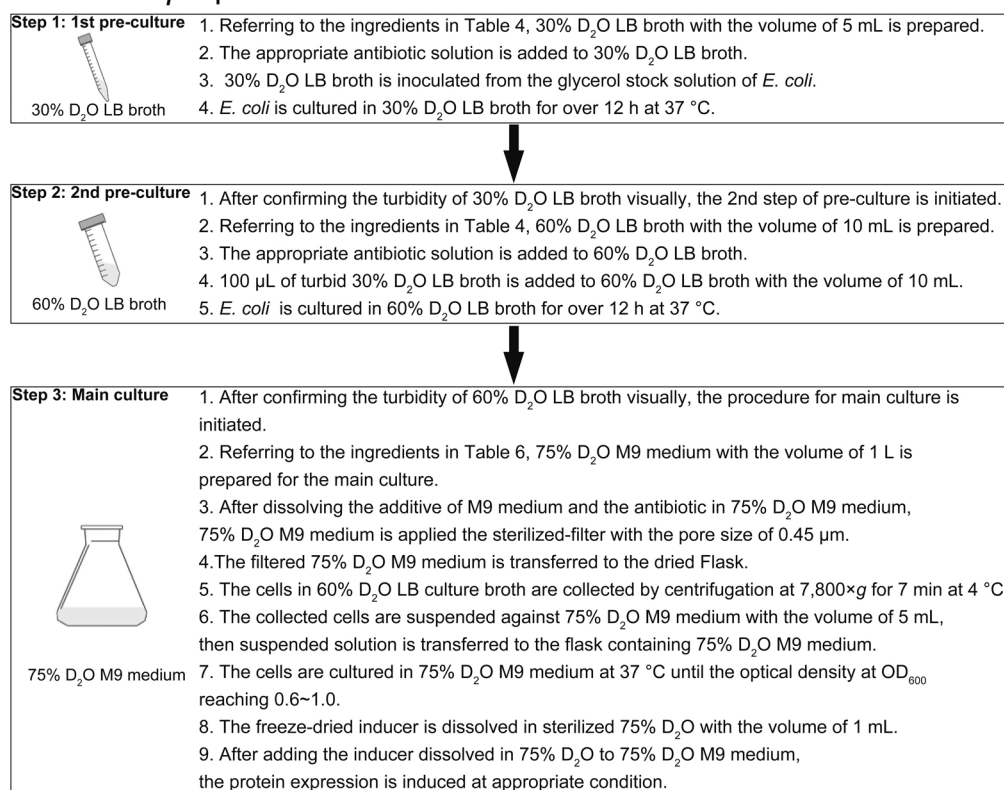 Step 1: 1st pre-culture
1. Referring to the ingredients in Table 4, 30% D₂O LB broth with the volume of 5 mL is prepared.
2. The appropriate antibiotic solution is added to 30% D₂O LB broth.
3. 30% D₂O LB broth is inoculated from the glycerol stock solution of E. coli.
4. E. coli is cultured in 30% D₂O LB broth for over 12 h at 37 °C.
30% D₂O LB broth
Step 2: 2nd pre-culture
1. After confirming the turbidity of 30% D₂O LB broth visually, the 2nd step of pre-culture is initiated.
2. Referring to the ingredients in Table 4, 60% D₂O LB broth with the volume of 10 mL is prepared.
3. The appropriate antibiotic solution is added to 60% D₂O LB broth.
4. 100 µL of turbid 30% D₂O LB broth is added to 60% D₂O LB broth with the volume of 10 mL.
5. E. coli is cultured in 60% D₂O LB broth for over 12 h at 37 °C.
60% D₂O LB broth
Step 3: Main culture
1. After confirming the turbidity of 60% D₂O LB broth visually, the procedure for main culture is
initiated.
2. Referring to the ingredients in Table 6, 75% D₂O M9 medium with the volume of 1 L is
prepared for the main culture.
3. After dissolving the additive of M9 medium and the antibiotic in 75% D₂O M9 medium,
75% D₂O M9 medium is applied the sterilized-filter with the pore size of 0.45 µm.
4.The filtered 75% D₂O M9 medium is transferred to the dried Flask.
5. The cells in 60% D₂O LB culture broth are collected by centrifugation at 7,800×g for 7 min at 4 °C
6. The collected cells are suspended against 75% D₂O M9 medium with the volume of 5 mL,
then suspended solution is transferred to the flask containing 75% D₂O M9 medium.
7. The cells are cultured in 75% D₂O M9 medium at 37 °C until the optical density at OD₆₀₀
reaching 0.6~1.0.
8. The freeze-dried inducer is dissolved in sterilized 75% D₂O with the volume of 1 mL.
9. After adding the inducer dissolved in 75% D₂O to 75% D₂O M9 medium,
the protein expression is induced at appropriate condition.
75% D₂O M9 medium